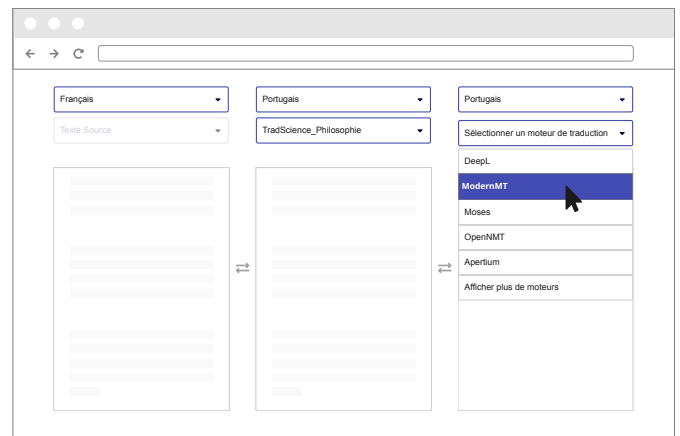 Français
Portugais
Portugais
Texte Source
TradScience_Philosophie
Sélectionner un moteur de traduction
DeepL
ModernMT
Moses
OpenNMT
Apertium
Afficher plus de moteurs